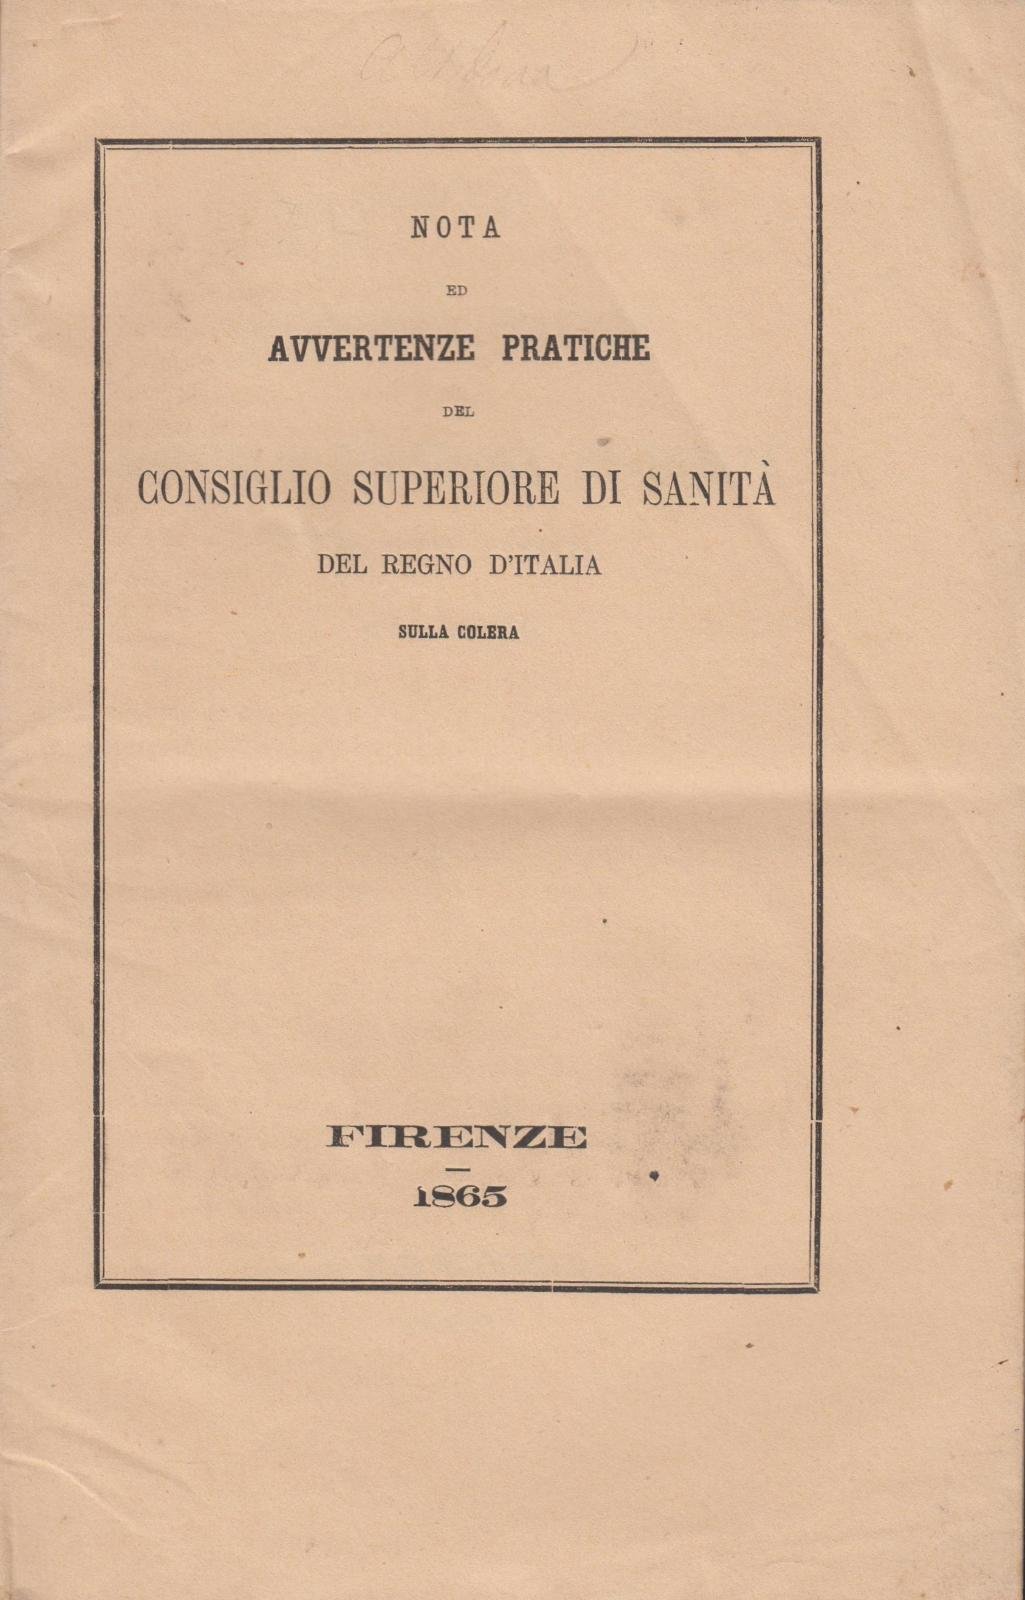 NOTA
ED
AVVERTENZE PRATICHE
DEL
CONSIGLIO SUPERIORE DI SANITÀ
DEL REGNO D'ITALIA
SULLA COLERA
FIRENZE
—
1865